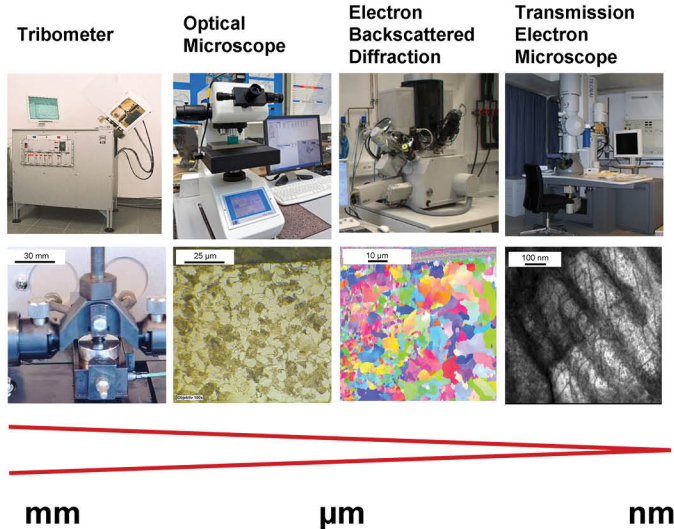 Tribometer
Optical
Microscope
Electron
Backscattered
Diffraction
Transmission
Electron
Microscope
30 mm
25 µm
10 µm
100 nm
mm
µm
nm